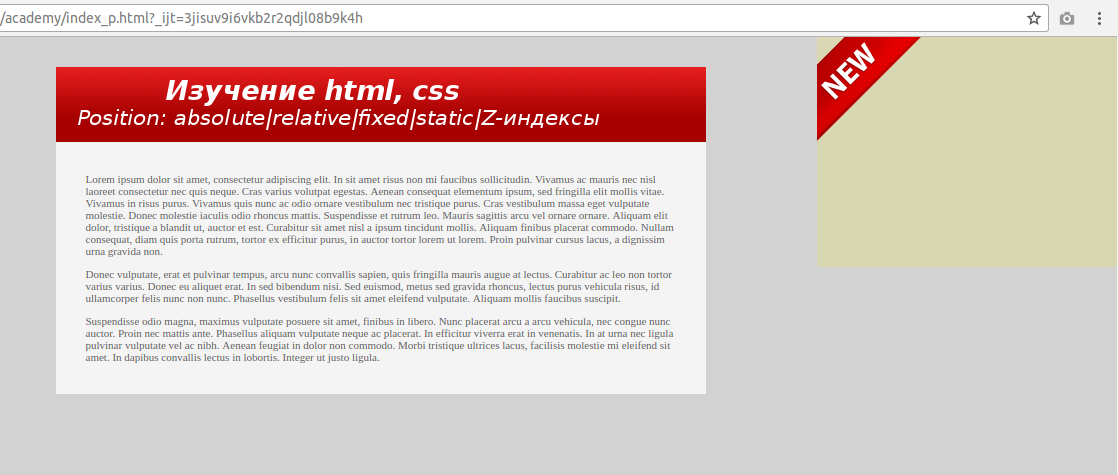 /academy/index_p.html?_ijt=3jisuv9i6vkb2r2qdjl08b9k4h
NEW
Изучение html, css
Position: absolute|relative|fixed|static|Z-индексы
Lorem ipsum dolor sit amet, consectetur adipiscing elit. In sit amet risus non mi faucibus sollicitudin. Vivamus ac mauris nec nisl
laoreet consectetur nec quis neque. Cras varius volutpat egestas. Aenean consequat elementum ipsum, sed fringilla elit mollis vitae.
Vivamus in risus purus. Vivamus quis nunc ac odio ornare vestibulum nec tristique purus. Cras vestibulum massa eget vulputate
molestie. Donec molestie iaculis odio rhoncus mattis. Suspendisse et rutrum leo. Mauris sagittis arcu vel ornare ornare. Aliquam elit
dolor, tristique a blandit ut, auctor et est. Curabitur sit amet nisl a ipsum tincidunt mollis. Aliquam finibus placerat commodo. Nullam
consequat, diam quis porta rutrum, tortor ex efficitur purus, in auctor tortor lorem ut lorem. Proin pulvinar cursus lacus, a dignissim
urna gravida non.
Donec vulputate, erat et pulvinar tempus, arcu nunc convallis sapien, quis fringilla mauris augue at lectus. Curabitur ac leo non tortor
varius varius. Donec eu aliquet erat. In sed bibendum nisi. Sed euismod, metus sed gravida rhoncus, lectus purus vehicula risus, id
ullamcorper felis nunc non nunc. Phasellus vestibulum felis sit amet eleifend vulputate. Aliquam mollis faucibus suscipit.
Suspendisse odio magna, maximus vulputate posuere sit amet, finibus in libero. Nunc placerat arcu a arcu vehicula, nec congue nunc
auctor. Proin nec mattis ante. Phasellus aliquam vulputate neque ac placerat. In efficitur viverra erat in venenatis. In at urna nec ligula
pulvinar vulputate vel ac nibh. Aenean feugiat in dolor non commodo. Morbi tristique ultrices lacus, facilisis molestie mi eleifend sit
amet. In dapibus convallis lectus in lobortis. Integer ut justo ligula.